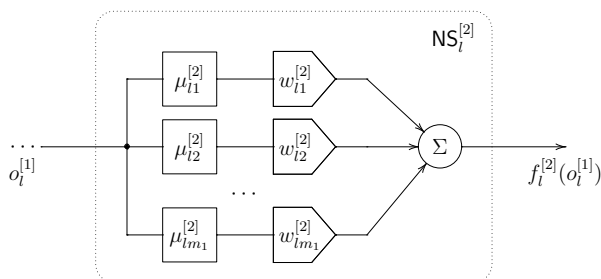 NS_l^{[2]}
μ_{l1}^{[2]} w_{l1}^{[2]}
... μ_{l2}^{[2]} w_{l2}^{[2]} Σ
o_l^{[1]} f_l^{[2]}(o_l^{[1]})
...
μ_{lm_1}^{[2]} w_{lm_1}^{[2]}